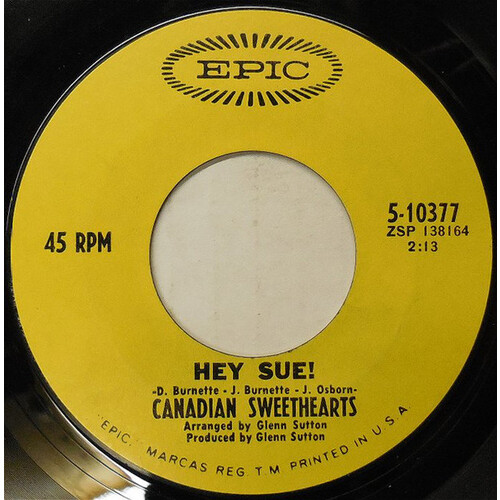 EPIC
45 RPM
5-10377
ZSP 138164
2:13
HEY SUE!
-D. Burnette - J. Burnette - J. Osborn-
CANADIAN SWEETHEARTS
Arranged by Glenn Sutton
Produced by Glenn Sutton
"EPIC," MARCAS REG. T.M. PRINTED IN U.S.A.